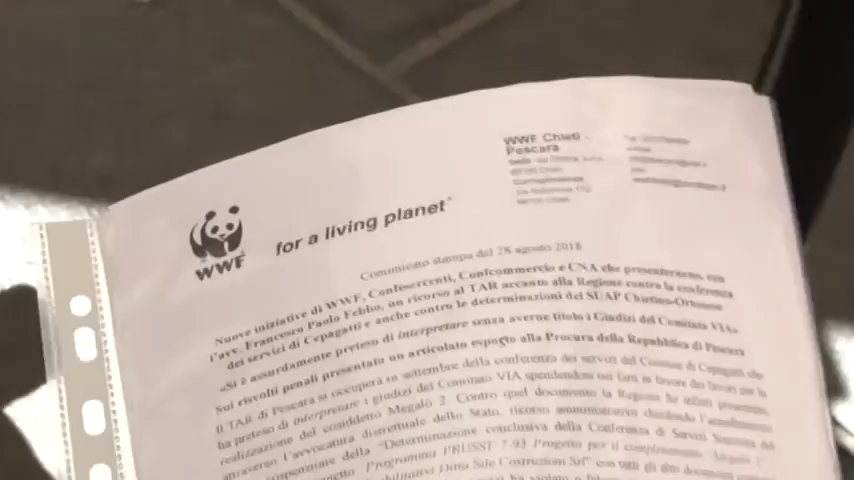 WWF Chieti -
Pescara
WWF
for a living planet®
Comunicato stampa del 28 agosto 2018
Nuove iniziative di WWF, Confesercenti, Confcommercio e CNA che presenteranno, con
l'avv. Francesco Paolo Febbo, un ricorso al TAR accanto alla Regione contro la conferenza
dei servizi di Cepagatti e anche contro le determinazioni del SUAP Chietino-Ortonese
«Si è assurdamente preteso di interpretare senza averne titolo i Giudizi del Comitato VIA»
Sui risvolti penali presentato un articolato esposto alla Procura della Repubblica di Pescara
Il TAR di Pescara si occuperà in settembre della conferenza dei servizi del Comune di Cepagatti che
ha preteso di interpretare i giudizi del Comitato VIA spendendosi nei fatti in favore dei lavori per la
realizzazione del cosiddetto Megalò 2. Contro quel documento la Regione ha infatti presentato,
attraverso l'avvocatura distrettuale dello Stato, ricorso amministrativo chiedendo l'annullamento
"Determinazione conclusiva della Conferenza di Servizi
Programma PRUSST 7-93 Progetto per il completamento
Ditta Sile Costruzioni Srl" con tutti gli altri documenti